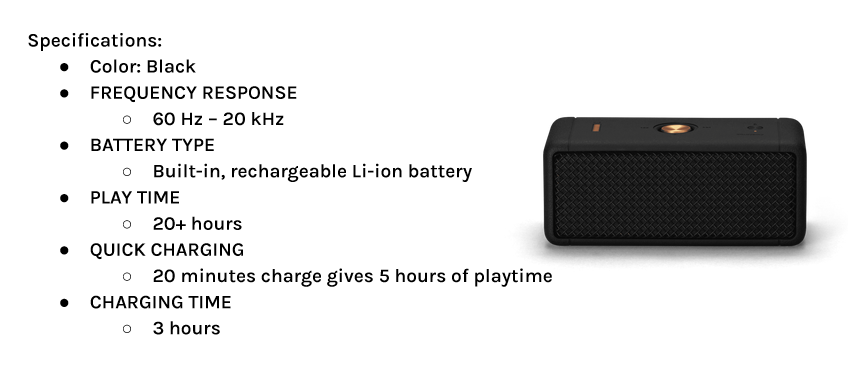 Specifications:
● Color: Black
● FREQUENCY RESPONSE
○ 60 Hz – 20 kHz
● BATTERY TYPE
○ Built-in, rechargeable Li-ion battery
● PLAY TIME
○ 20+ hours
● QUICK CHARGING
○ 20 minutes charge gives 5 hours of playtime
● CHARGING TIME
○ 3 hours